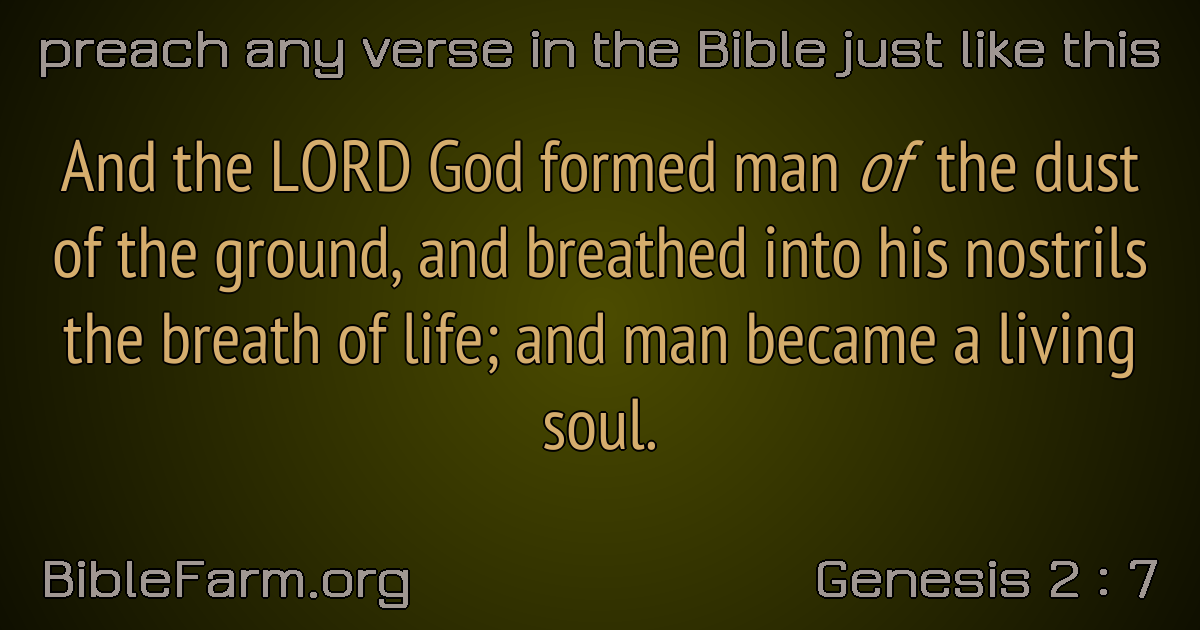 preach any verse in the Bible just like this
And the LORD God formed man of the dust
of the ground, and breathed into his nostrils
the breath of life; and man became a living
soul.
BibleFarm.org
Genesis 2 : 7